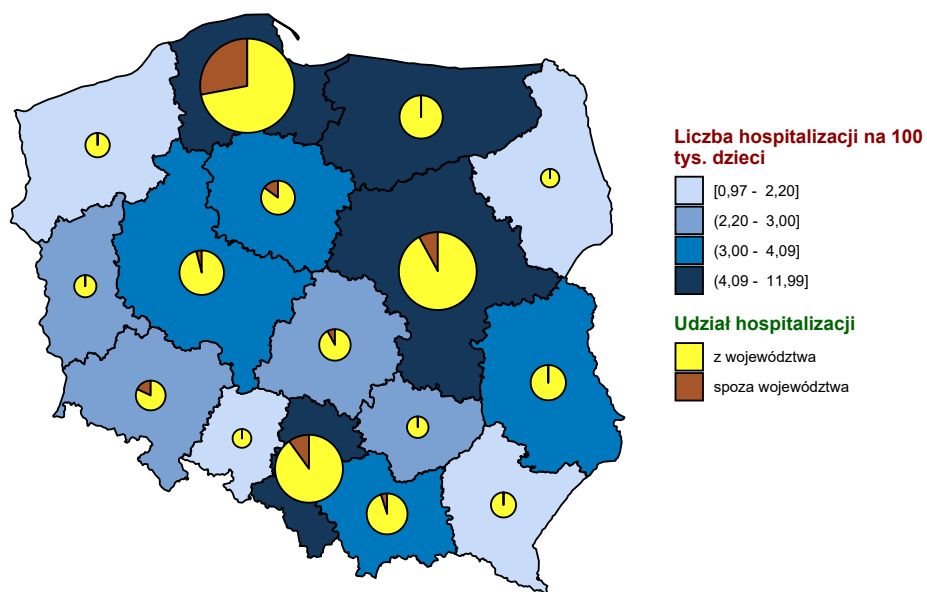 Liczba hospitalizacji na 100
tys. dzieci
[0,97 - 2,20]
(2,20 - 3,00]
(3,00 - 4,09]
(4,09 - 11,99]
Udział hospitalizacji
z województwa
spoza województwa